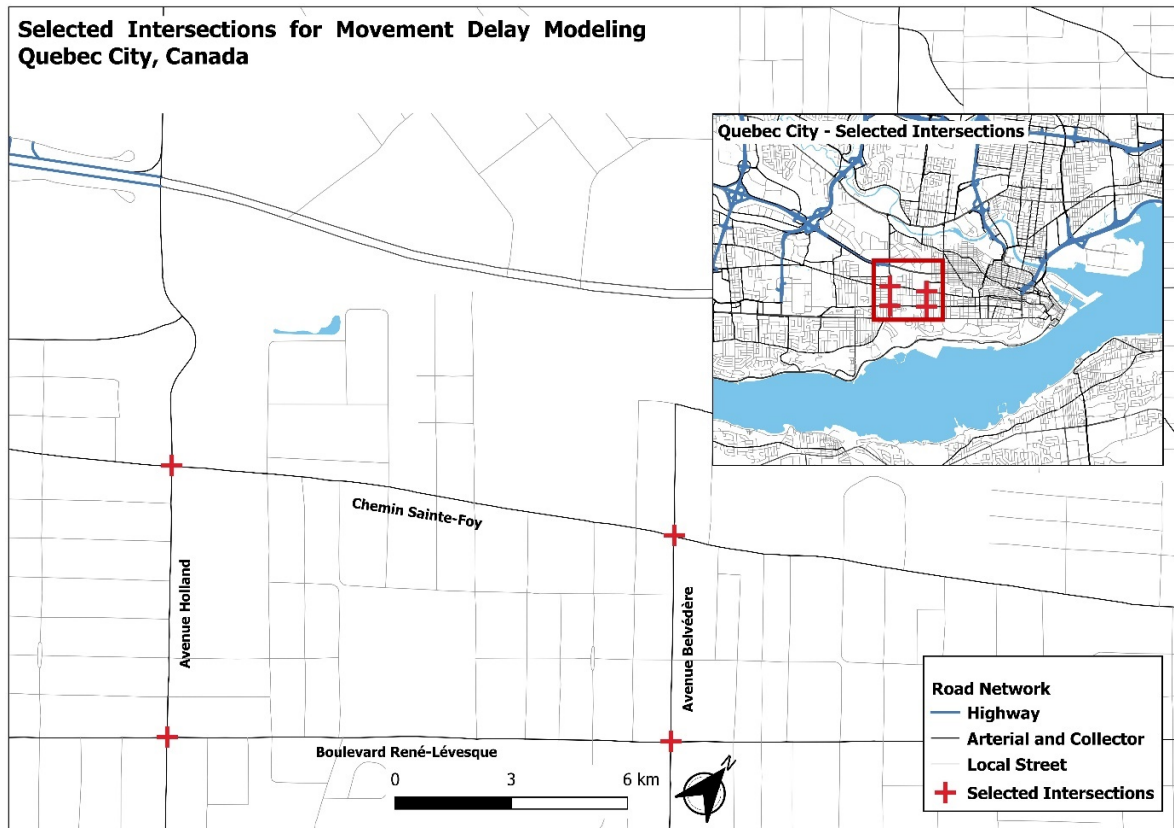 Selected Intersections for Movement Delay Modeling
Quebec City, Canada
Quebec City - Selected Intersections
Chemin Sainte-Foy
Avenue Holland
Avenue Belvédère
Boulevard René-Lévesque
0 3 6 km
N
Road Network
Highway
Arterial and Collector
Local Street
Selected Intersections